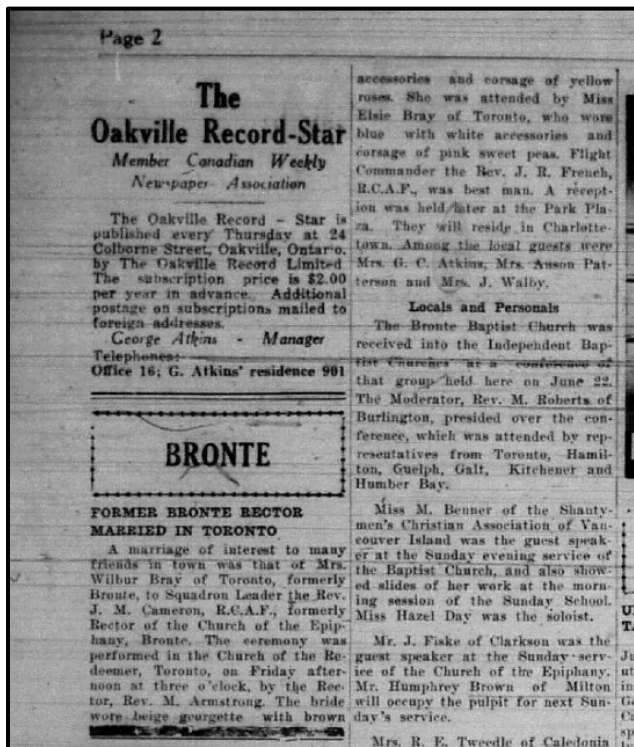 Page 2
The
Oakville Record-Star
Member Canadian Weekly
Newspaper Association
The Oakville Record - Star is
published every Thursday at 24
Colborne Street, Oakville, Ontario,
by The Oakville Record Limited
The subscription price is $2.00
per year in advance. Additional
postage on subscriptions mailed to
foreign addresses.
George Atkins - Manager
Telephones:
Office 16; G. Atkins' residence 901
BRONTE
FORMER BRONTE RECTOR
MARRIED IN TORONTO
A marriage of interest to many
friends in town was that of Mrs.
Wilbur Bray of Toronto, formerly
Bronte, to Squadron Leader the Rev.
J. M. Cameron, R.C.A.F., formerly
Rector of the Church of the Epip-
hany, Bronte. The ceremony was
performed in the Church of the Re-
deemer, Toronto, on Friday after-
noon at three o'clock, by the Rec-
tor, Rev. M. Armstrong. The bride
wore beige georgette with brown
accessories and corsage of yellow
roses. She was attended by Miss
Elsie Bray of Toronto, who wore
blue with white accessories and
corsage of pink sweet peas. Flight
Commander the Rev. J. R. French,
R.C.A.F., was best man. A recept-
ion was held later at the Park Pla-
za. They will reside in Charlotte-
town. Among the local guests were
Mrs. G. C. Atkins, Mrs. Anson Pat-
terson and Mrs. J. Walby.
Locals and Personals
The Bronte Baptist Church was
received into the Independent Bap-
tist Churches at a conference of
that group held here on June 22.
The Moderator, Rev. M. Roberts of
Burlington, presided over the con-
ference, which was attended by rep-
resentatives from Toronto, Hamil-
ton, Guelph, Galt, Kitchener and
Humber Bay.
Miss M. Benner of the Shanty-
men's Christian Association of Van-
couver Island was the guest speak-
er at the Sunday evening service of
the Baptist Church, and also show-
ed slides of her work at the morn-
ing session of the Sunday School.
Miss Hazel Day was the soloist.
Mr. J. Fiske of Clarkson was the
guest speaker at the Sunday serv-
ice of the Church of the Epiphany.
Mr. Humphrey Brown of Milton
will occupy the pulpit for next Sun-
day's service.
Mrs. R. E. Tweedle of Caledonia